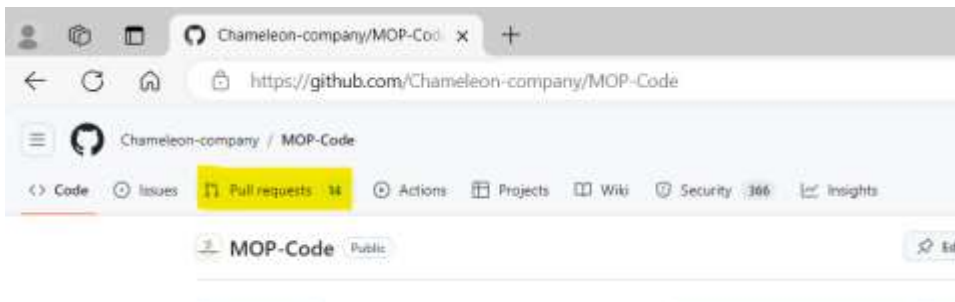 Chameleon-company/MOP-Cod
https://github.com/Chameleon-company/MOP-Code
Chameleon-company / MOP-Code
<> Code Issues Pull requests 14 Actions Projects Wiki Security 366 Insights
MOP-Code Public
Ed